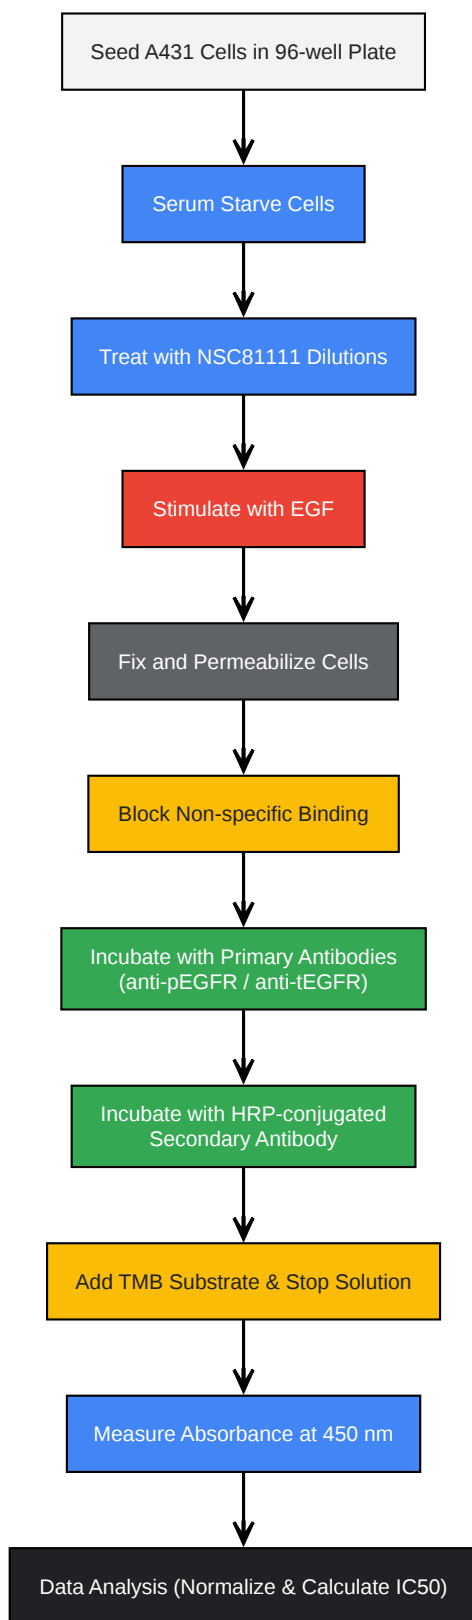 Seed A431 Cells in 96-well Plate
Serum Starve Cells
Treat with NSC81111 Dilutions
Stimulate with EGF
Fix and Permeabilize Cells
Block Non-specific Binding
Incubate with Primary Antibodies
(anti-pEGFR / anti-tEGFR)
Incubate with HRP-conjugated
Secondary Antibody
Add TMB Substrate & Stop Solution
Measure Absorbance at 450 nm
Data Analysis (Normalize & Calculate IC50)